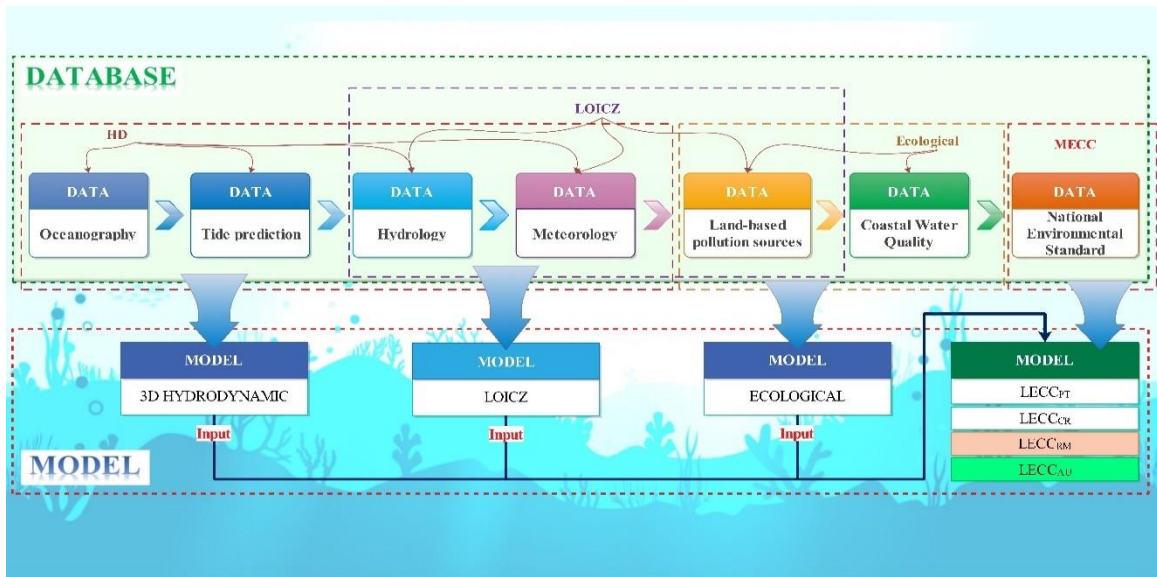 DATABASE
LOICZ
HD
Ecological
MECC
DATA
Oceanography
DATA
Tide prediction
DATA
Hydrology
DATA
Meteorology
DATA
Land-based
pollution sources
DATA
Coastal Water
Quality
DATA
National
Environmental
Standard
MODEL
3D HYDRODYNAMIC
Input
MODEL
LOICZ
Input
MODEL
ECOLOGICAL
Input
MODEL
LECCPT
LECCCR
LECCRM
LECCAU
MODEL